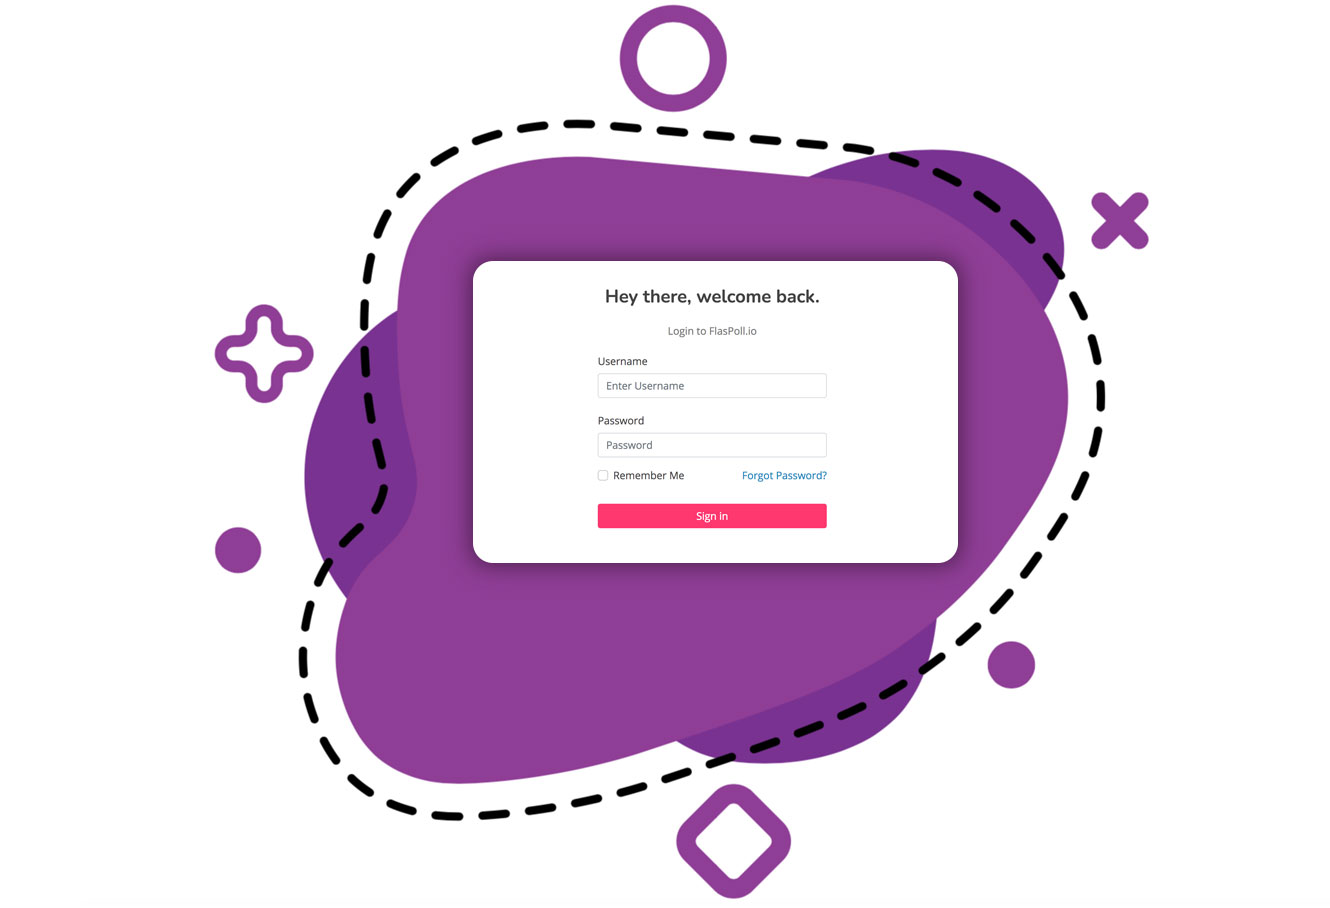 Hey there, welcome back.
Login to FlasPoll.io
Username
Enter Username
Password
Password
Remember Me Forgot Password?
Sign In